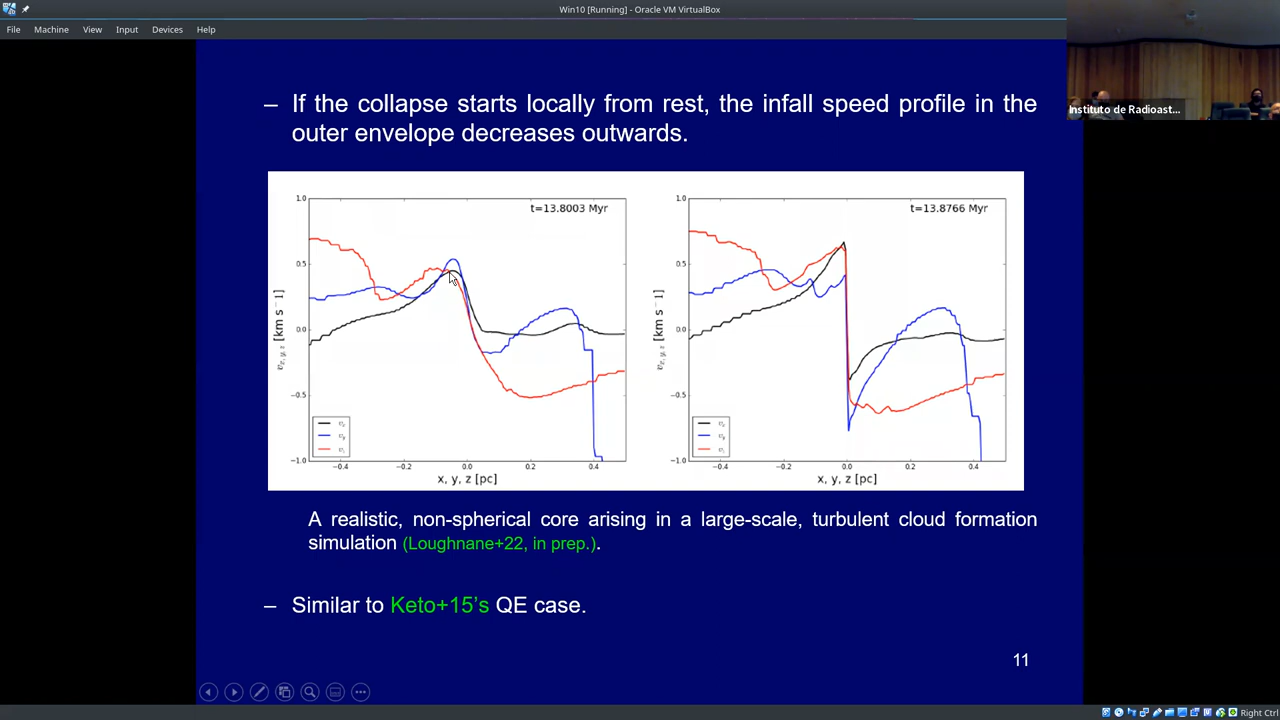 Win10 [Running] - Oracle VM VirtualBox
File Machine View Input Devices Help
Instituto de Radioast...
– If the collapse starts locally from rest, the infall speed profile in the
outer envelope decreases outwards.
t=13.8003 Myr
1.0
0.5
0.0
−0.5
−1.0
−0.4 −0.2 0.0 0.2 0.4
x, y, z [pc]
v x, y, z [km s⁻¹]
v x
v y
v z
t=13.8766 Myr
1.0
0.5
0.0
−0.5
−1.0
−0.4 −0.2 0.0 0.2 0.4
x, y, z [pc]
v x, y, z [km s⁻¹]
v x
v y
v z
A realistic, non-spherical core arising in a large-scale, turbulent cloud formation
simulation (Loughnane+22, in prep.).
– Similar to Keto+15's QE case.
11
Right Ctrl